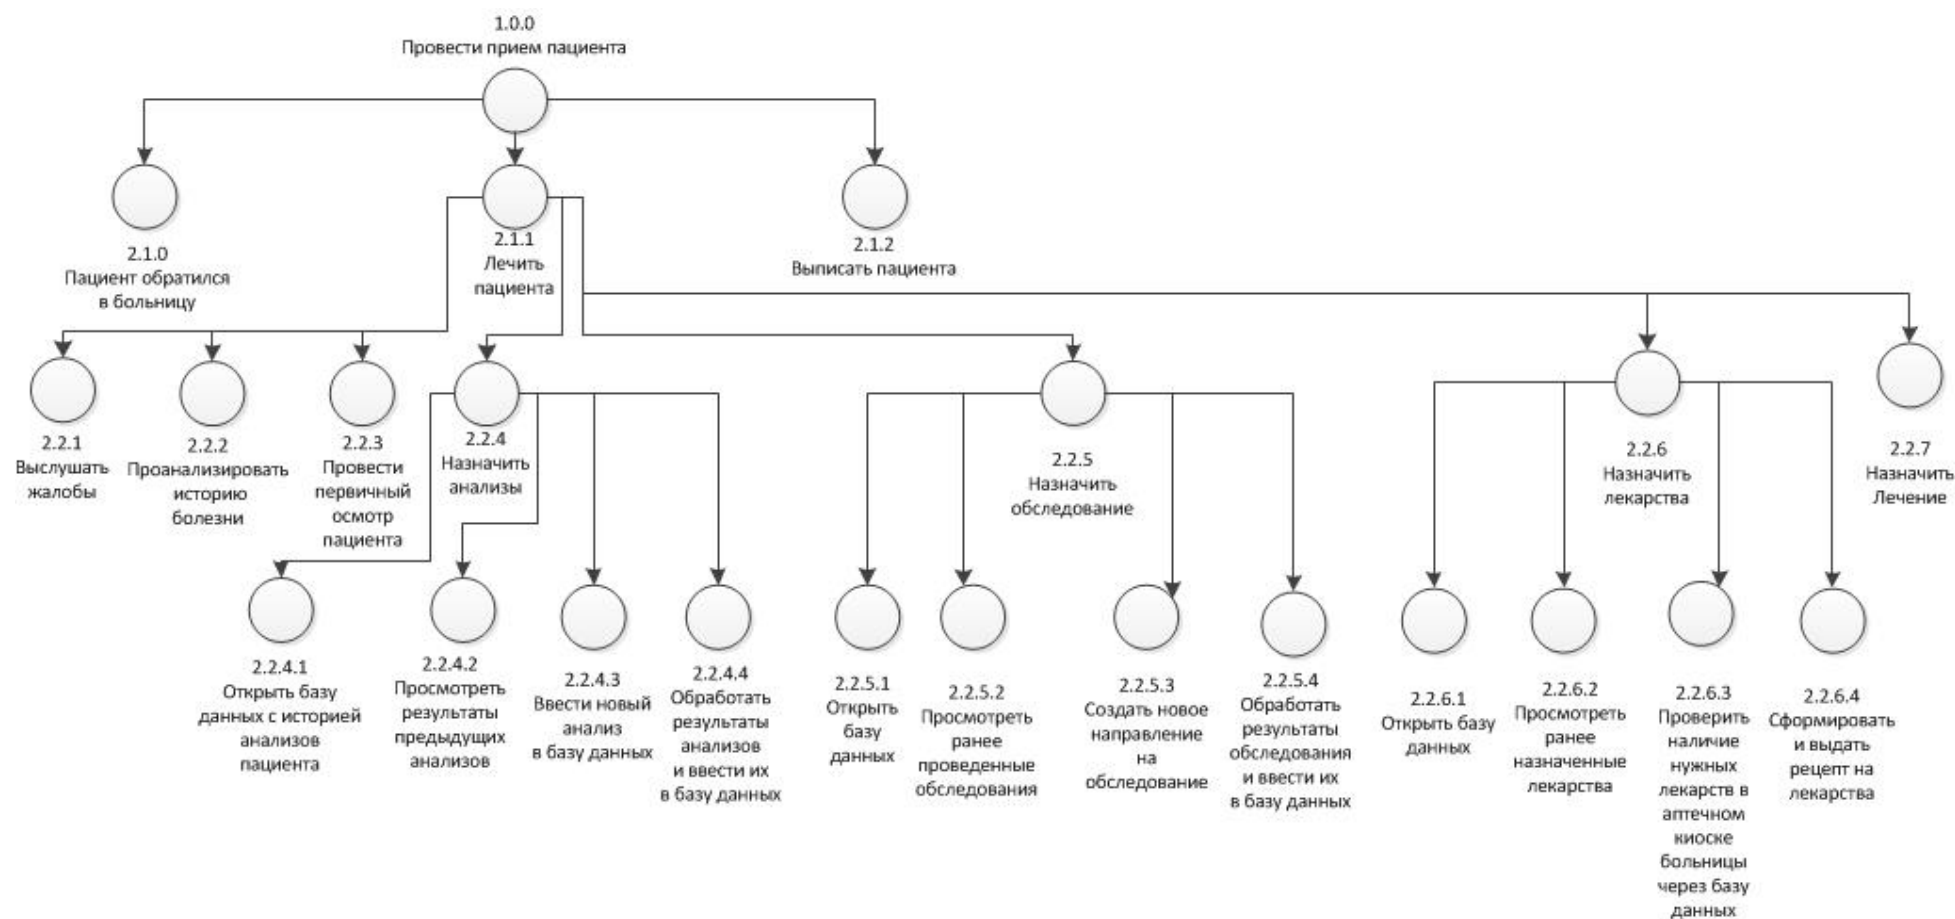 1.0.0
Провести прием пациента
2.1.0
Пациент обратился
в больницу
2.1.1
Лечить
пациента
2.1.2
Выписать пациента
2.2.1
Выслушать
жалобы
2.2.2
Проанализировать
историю
болезни
2.2.3
Провести
первичный
осмотр
пациента
2.2.4
Назначить
анализы
2.2.5
Назначить
обследование
2.2.6
Назначить
лекарства
2.2.7
Назначить
Лечение
2.2.4.1
Открыть базу
данных с историей
анализов
пациента
2.2.4.2
Просмотреть
результаты
предыдущих
анализов
2.2.4.3
Ввести новый
анализ
в базу данных
2.2.4.4
Обработать
результаты
анализов
и ввести их
в базу данных
2.2.5.1
Открыть
базу
данных
2.2.5.2
Просмотреть
ранее
проведенные
обследования
2.2.5.3
Создать новое
направление
на
обследование
2.2.5.4
Обработать
результаты
обследования
и ввести их
в базу данных
2.2.6.1
Открыть базу
данных
2.2.6.2
Просмотреть
ранее
назначенные
лекарства
2.2.6.3
Проверить
наличие
нужных
лекарств в
аптечном
киоске
больницы
через базу
данных
2.2.6.4
Сформировать
и выдать
рецепт на
лекарства